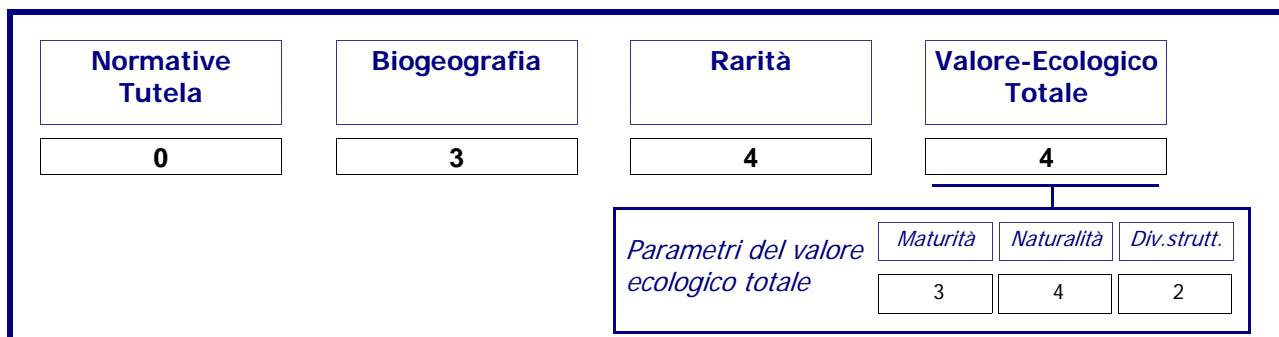 Normative
Tutela
Biogeografia
Rarità
Valore-Ecologico
Totale
0
3
4
4
Parametri del valore
ecologico totale
Maturità
Naturalità
Div.strutt.
3
4
2